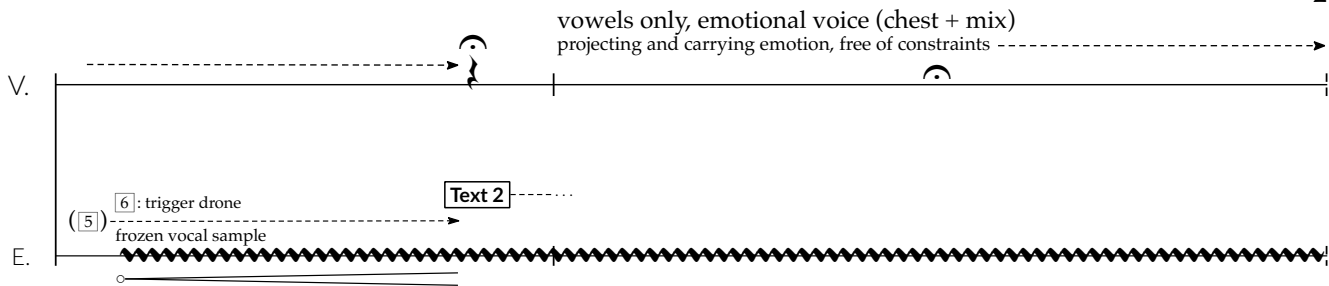 vowels only, emotional voice (chest + mix)
projecting and carrying emotion, free of constraints
V.
Text 2 ...
6 : trigger drone
(5)
frozen vocal sample
E.